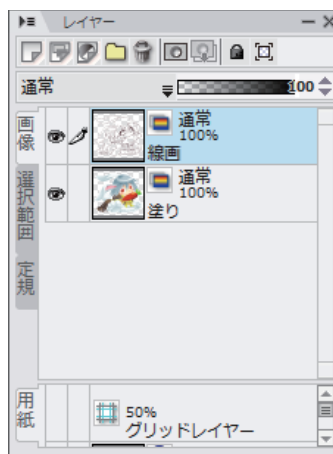 レイヤー
通常
100
画像
選択範囲
定規
通常
100%
線画
通常
100%
塗り
用紙
50%
グリッドレイヤー